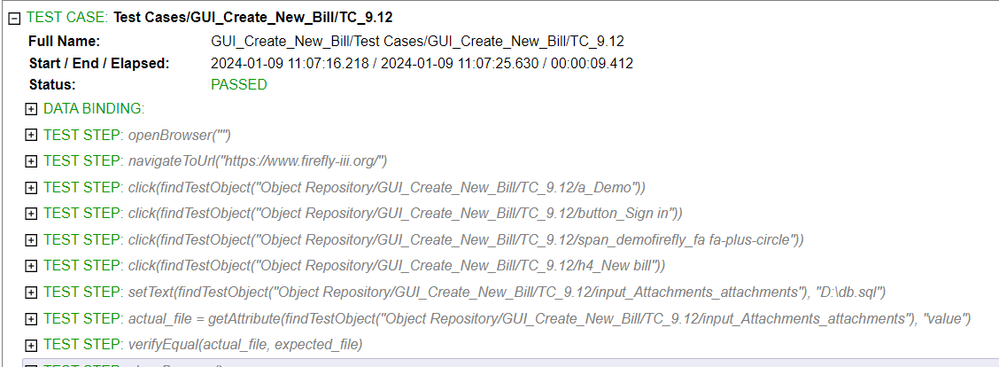 TEST CASE: Test Cases/GUI_Create_New_Bill/TC_9.12
Full Name: GUI_Create_New_Bill/Test Cases/GUI_Create_New_Bill/TC_9.12
Start / End / Elapsed: 2024-01-09 11:07:16.218 / 2024-01-09 11:07:25.630 / 00:00:09.412
Status: PASSED
DATA BINDING:
TEST STEP: openBrowser("")
TEST STEP: navigateToUrl("https://www.firefly-iii.org/")
TEST STEP: click(findTestObject("Object Repository/GUI_Create_New_Bill/TC_9.12/a_Demo"))
TEST STEP: click(findTestObject("Object Repository/GUI_Create_New_Bill/TC_9.12/button_Sign in"))
TEST STEP: click(findTestObject("Object Repository/GUI_Create_New_Bill/TC_9.12/span_demofirefly_fa fa-plus-circle"))
TEST STEP: click(findTestObject("Object Repository/GUI_Create_New_Bill/TC_9.12/h4_New bill"))
TEST STEP: setText(findTestObject("Object Repository/GUI_Create_New_Bill/TC_9.12/input_Attachments_attachments"), "D:\db.sql")
TEST STEP: actual_file = getAttribute(findTestObject("Object Repository/GUI_Create_New_Bill/TC_9.12/input_Attachments_attachments"), "value")
TEST STEP: verifyEqual(actual_file, expected_file)